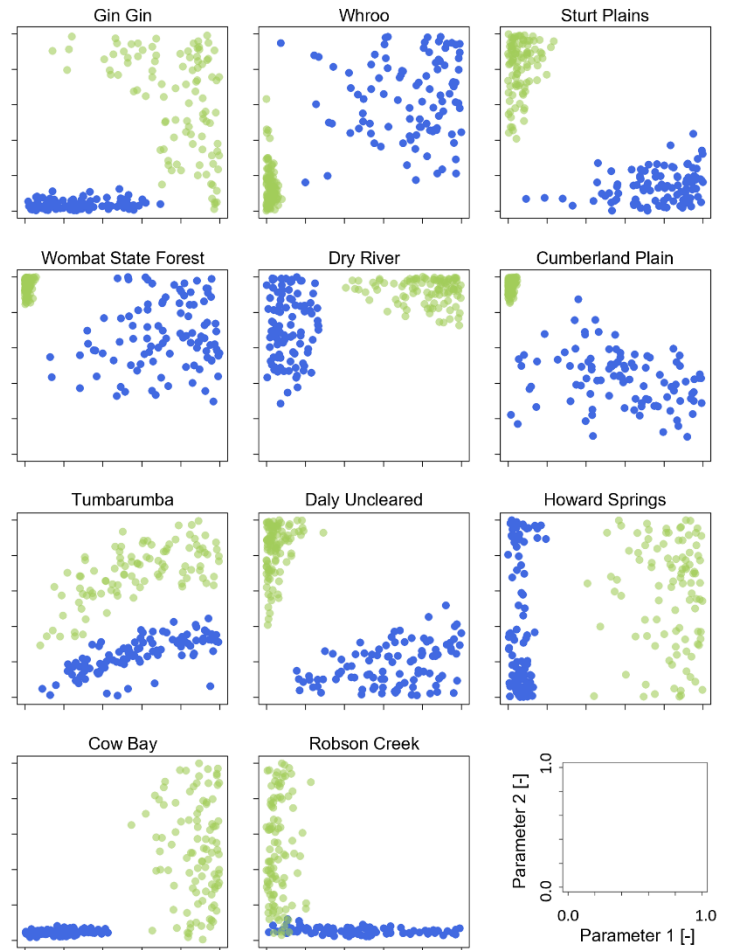 Gin Gin
Whroo
Sturt Plains
Wombat State Forest
Dry River
Cumberland Plain
Tumbarumba
Daly Uncleared
Howard Springs
Cow Bay
Robson Creek
Parameter 2 [-]
1.0
0.0
0.0
1.0
Parameter 1 [-]